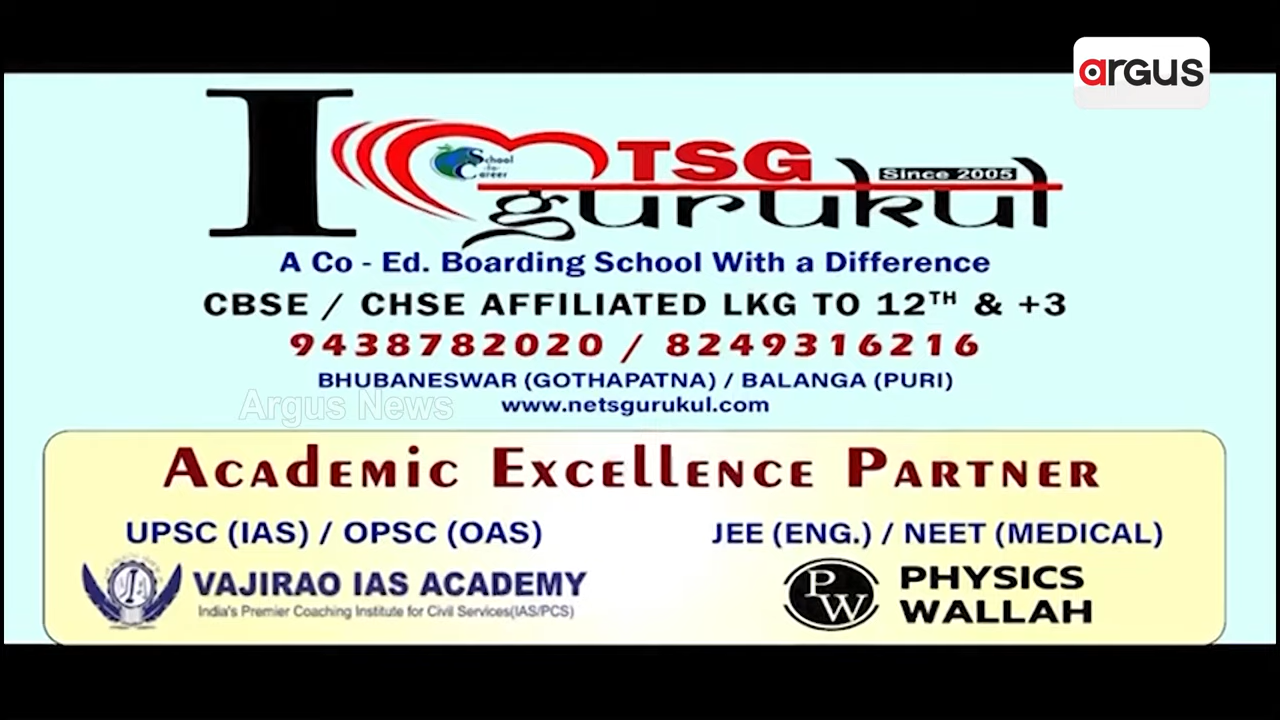 argus
I TSG
School to Career
Since 2005
gurukul
A Co - Ed. Boarding School With a Difference
CBSE / CHSE AFFILIATED LKG TO 12TH & +3
9438782020 / 8249316216
BHUBANESWAR (GOTHAPATNA) / BALANGA (PURI)
Argus News
www.netsgurukul.com
Academic Excellence Partner
UPSC (IAS) / OPSC (OAS)
VAJIRAO IAS ACADEMY
India's Premier Coaching Institute for Civil Services(IAS/PCS)
JEE (ENG.) / NEET (MEDICAL)
PW
PHYSICS
WALLAH